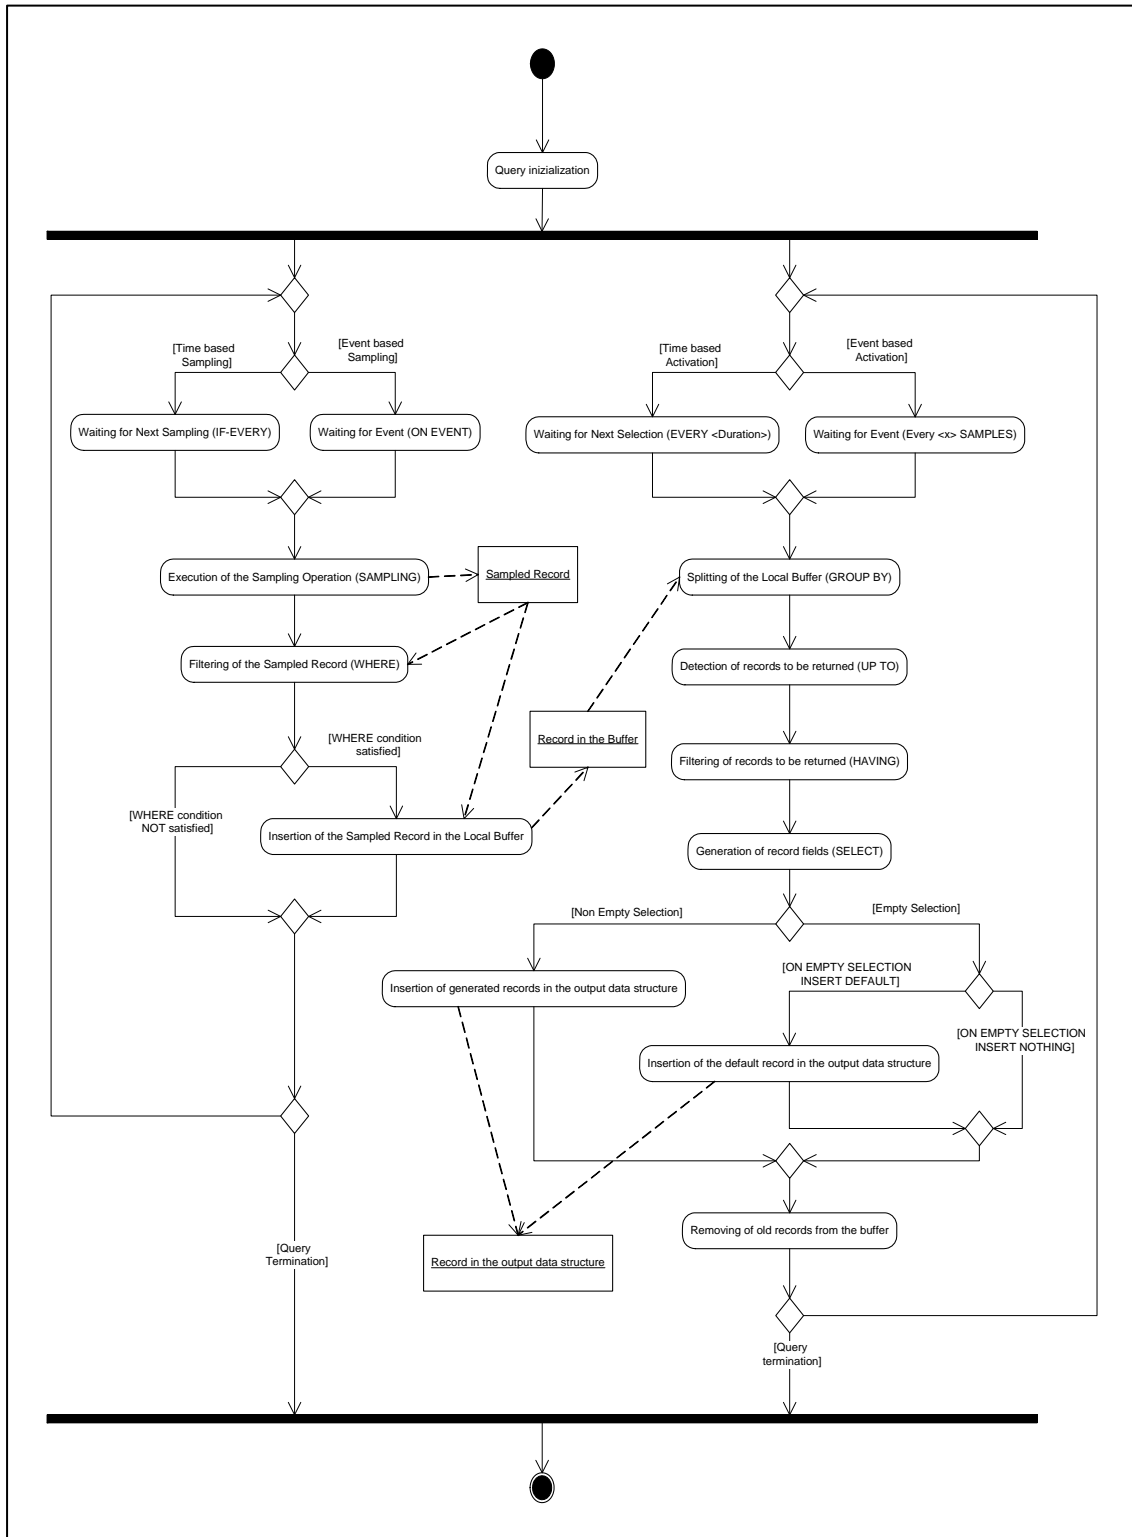 Query inizialization
[Time based
Sampling]
[Event based
Sampling]
[Time based
Activation]
[Event based
Activation]
Waiting for Next Sampling (IF-EVERY)
Waiting for Event (ON EVENT)
Waiting for Next Selection (EVERY <Duration>)
Waiting for Event (Every <x> SAMPLES)
Execution of the Sampling Operation (SAMPLING)
Sampled Record
Splitting of the Local Buffer (GROUP BY)
Filtering of the Sampled Record (WHERE)
Detection of records to be returned (UP TO)
[WHERE condition
satisfied]
Record in the Buffer
Filtering of records to be returned (HAVING)
[WHERE condition
NOT satisfied]
Insertion of the Sampled Record in the Local Buffer
Generation of record fields (SELECT)
[Non Empty Selection]
[Empty Selection]
Insertion of generated records in the output data structure
[ON EMPTY SELECTION
INSERT DEFAULT]
[ON EMPTY SELECTION
INSERT NOTHING]
Insertion of the default record in the output data structure
Removing of old records from the buffer
[Query
Termination]
Record in the output data structure
[Query
termination]